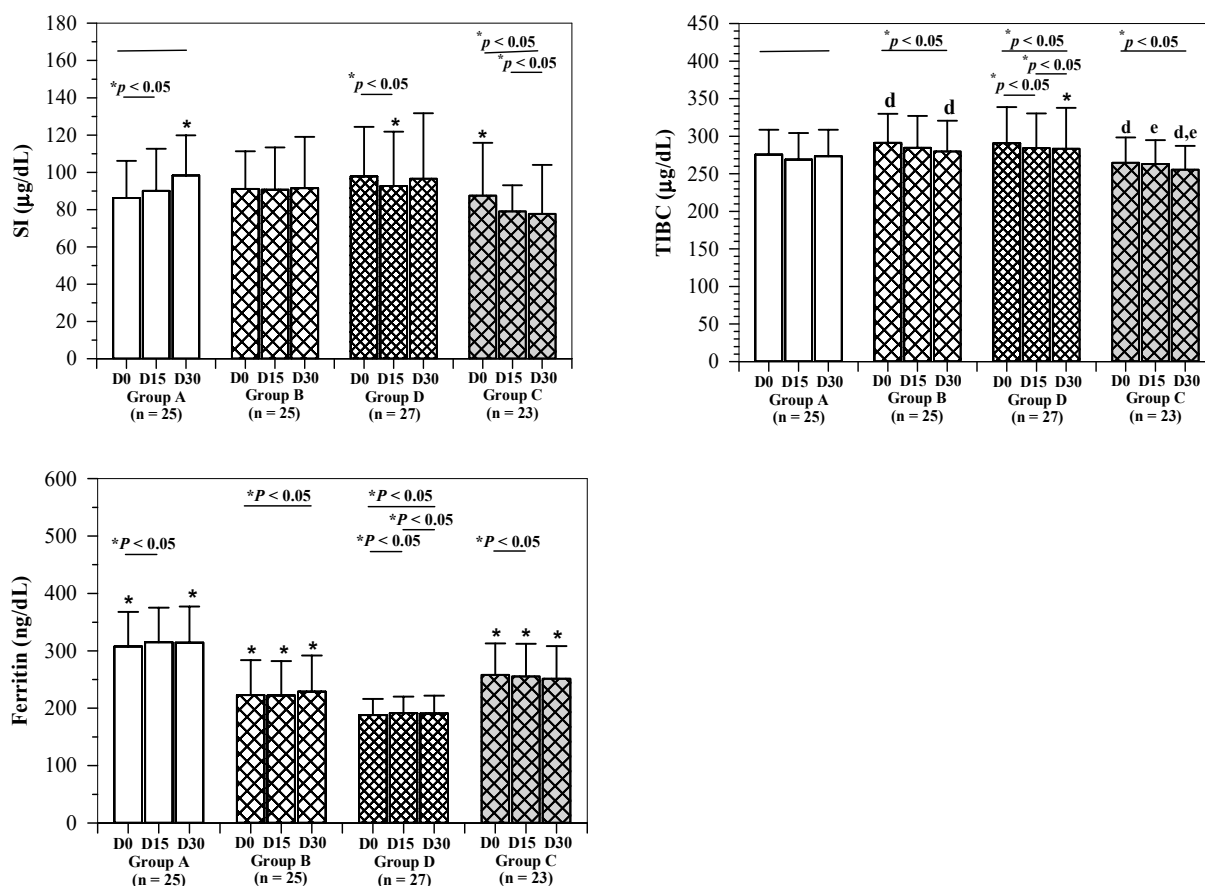 180
160
140
120
100
80
60
40
20
0
SI (µg/dL)
*p < 0.05
*p < 0.05
*p < 0.05
*p < 0.05
*
*
*
D0 D15 D30
D0 D15 D30
D0 D15 D30
D0 D15 D30
Group A
(n = 25)
Group B
(n = 25)
Group D
(n = 27)
Group C
(n = 23)
450
400
350
300
250
200
150
100
50
0
TIBC (µg/dL)
*p < 0.05
*p < 0.05
*p < 0.05
*p < 0.05
*p < 0.05
d
d
*
d
e
d,e
D0 D15 D30
D0 D15 D30
D0 D15 D30
D0 D15 D30
Group A
(n = 25)
Group B
(n = 25)
Group D
(n = 27)
Group C
(n = 23)
600
500
400
300
200
100
0
Ferritin (ng/dL)
*P < 0.05
*P < 0.05
*P < 0.05
*P < 0.05
*P < 0.05
*P < 0.05
* *
* * *
* * *
D0 D15 D30
D0 D15 D30
D0 D15 D30
D0 D15 D30
Group A
(n = 25)
Group B
(n = 25)
Group D
(n = 27)
Group C
(n = 23)